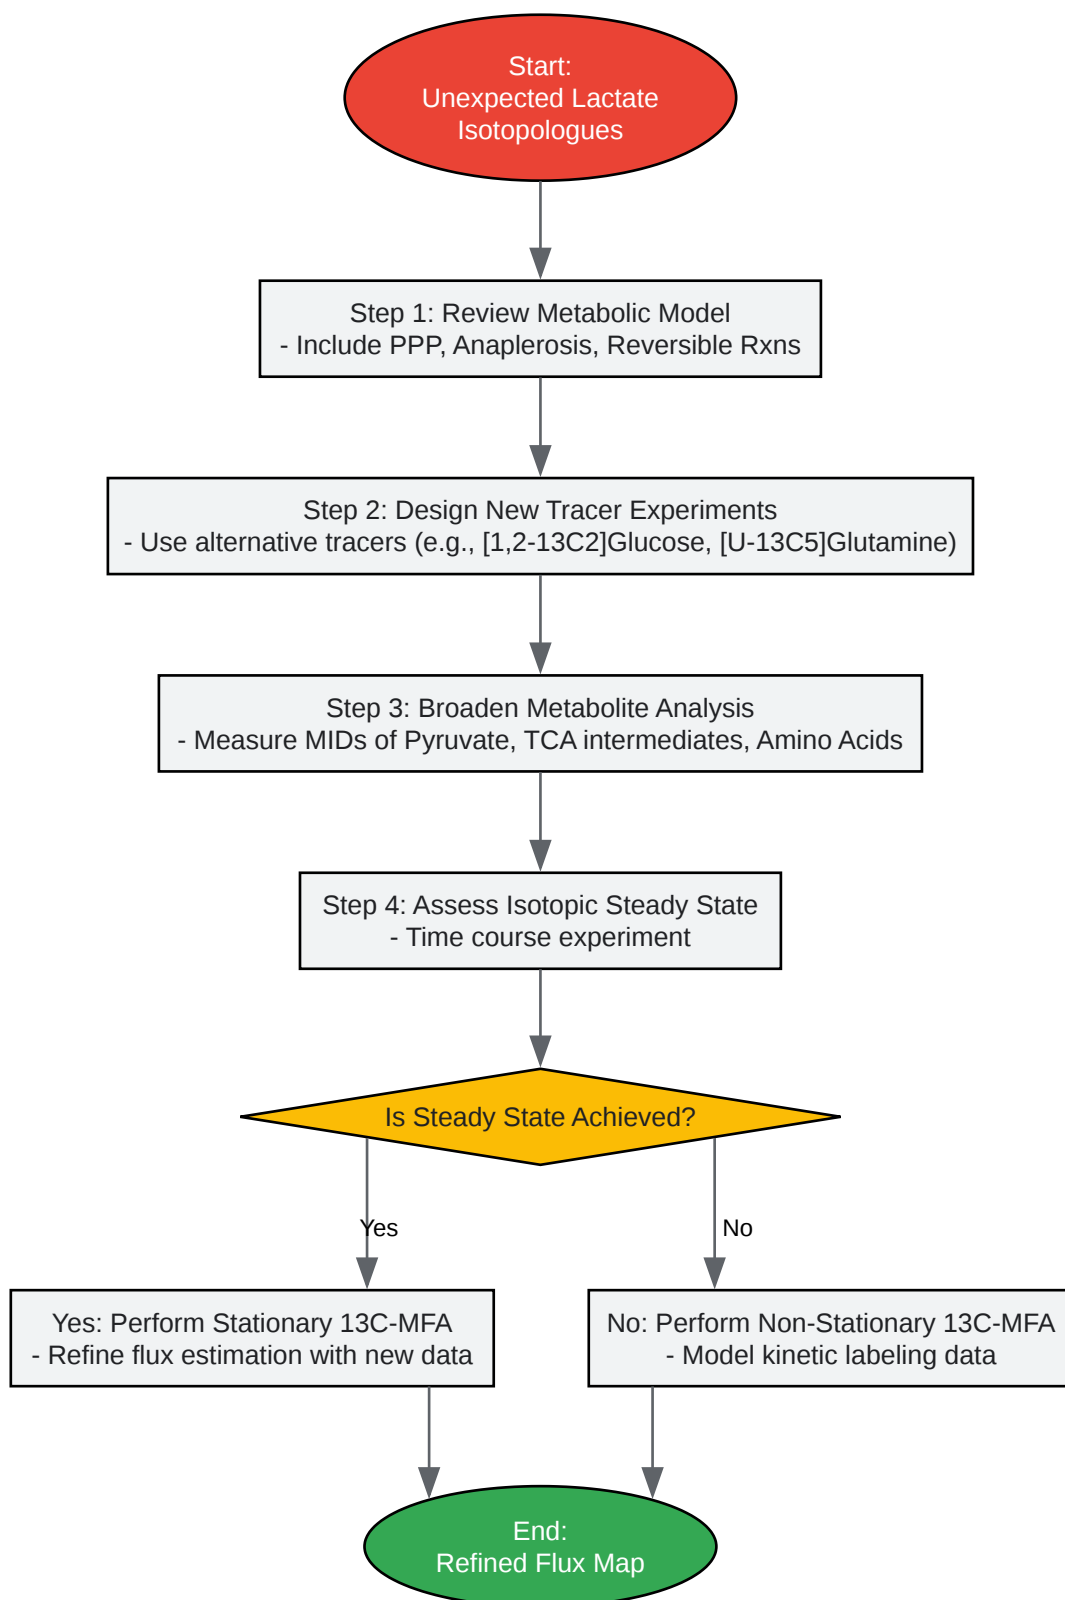 Start:
Unexpected Lactate
Isotopologues
Step 1: Review Metabolic Model
- Include PPP, Anaplerosis, Reversible Rxns
Step 2: Design New Tracer Experiments
- Use alternative tracers (e.g., [1,2-13C2]Glucose, [U-13C5]Glutamine)
Step 3: Broaden Metabolite Analysis
- Measure MIDs of Pyruvate, TCA intermediates, Amino Acids
Step 4: Assess Isotopic Steady State
- Time course experiment
Is Steady State Achieved?
Yes
No
Yes: Perform Stationary 13C-MFA
- Refine flux estimation with new data
No: Perform Non-Stationary 13C-MFA
- Model kinetic labeling data
End:
Refined Flux Map